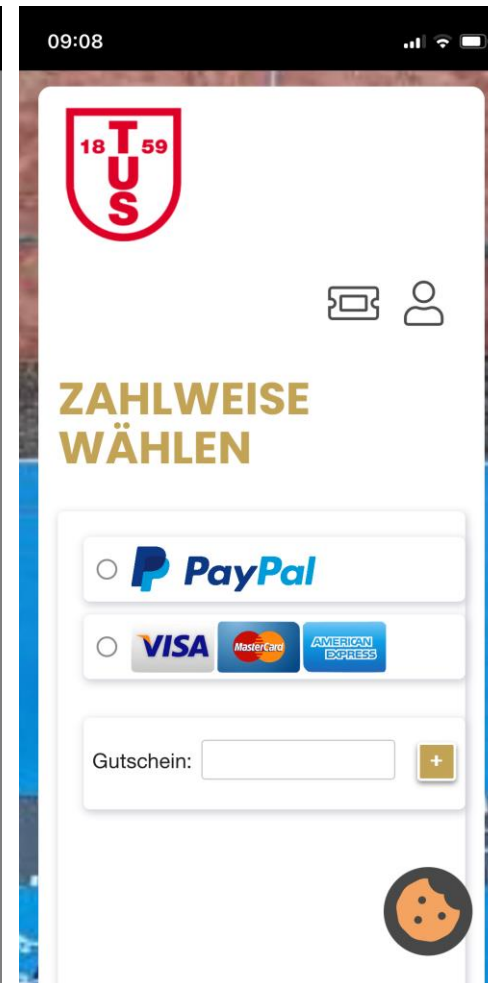 09:08
18 59
TUS
ZAHLWEISE
WÄHLEN
PayPal
VISA MasterCard AMERICAN EXPRESS
Gutschein: +